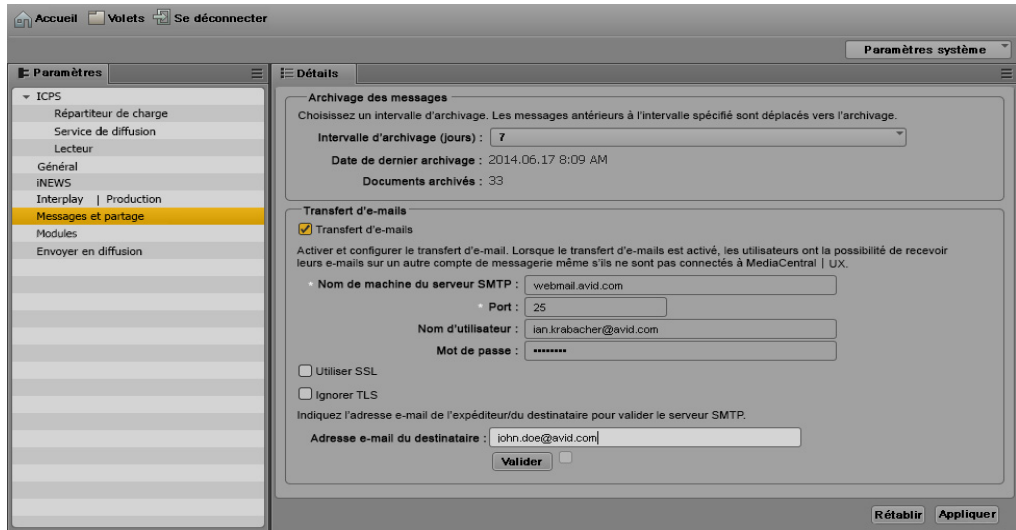 Accueil Volets Se déconnecter
Paramètres système
Paramètres
ICPS
Répartiteur de charge
Service de diffusion
Lecteur
Général
iNEWS
Interplay | Production
Messages et partage
Modules
Envoyer en diffusion
Détails
Archivage des messages
Choisissez un intervalle d'archivage. Les messages antérieurs à l'intervalle spécifié sont déplacés vers l'archivage.
Intervalle d'archivage (jours) : 7
Date de dernier archivage : 2014.06.17 8:09 AM
Documents archivés : 33
Transfert d'e-mails
Transfert d'e-mails
Activer et configurer le transfert d'e-mail. Lorsque le transfert d'e-mails est activé, les utilisateurs ont la possibilité de recevoir
leurs e-mails sur un autre compte de messagerie même s'ils ne sont pas connectés à MediaCentral | UX.
* Nom de machine du serveur SMTP : webmail.avid.com
* Port : 25
Nom d'utilisateur : ian.krabacher@avid.com
Mot de passe : ••••••••
Utiliser SSL
Ignorer TLS
Indiquez l'adresse e-mail de l'expéditeur/du destinataire pour valider le serveur SMTP.
Adresse e-mail du destinataire : john.doe@avid.com
Valider
Rétablir Appliquer